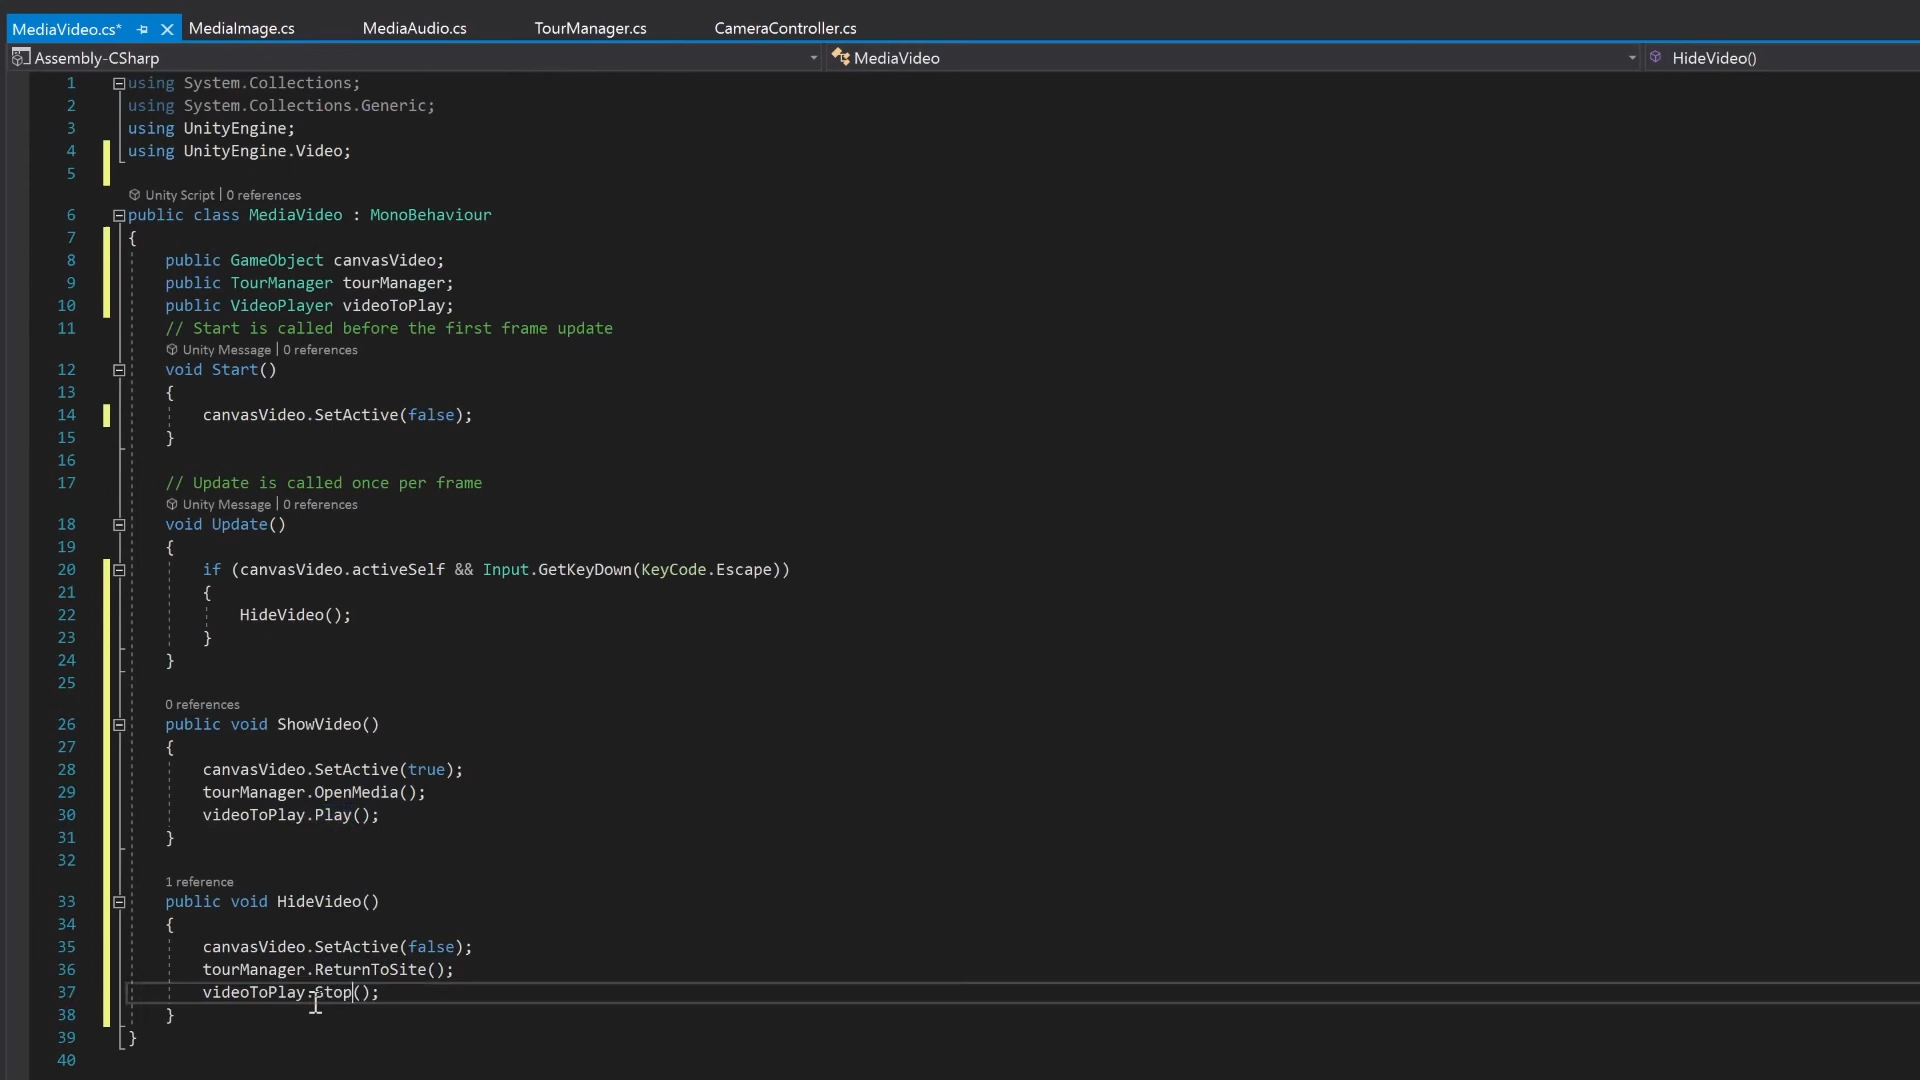 MediaVideo.cs* MediaImage.cs MediaAudio.cs TourManager.cs CameraController.cs
Assembly-CSharp MediaVideo HideVideo()
1 using System.Collections;
2 using System.Collections.Generic;
3 using UnityEngine;
4 using UnityEngine.Video;
5
Unity Script | 0 references
6 public class MediaVideo : MonoBehaviour
7 {
8 public GameObject canvasVideo;
9 public TourManager tourManager;
10 public VideoPlayer videoToPlay;
11 // Start is called before the first frame update
Unity Message | 0 references
12 void Start()
13 {
14 canvasVideo.SetActive(false);
15 }
16
17 // Update is called once per frame
Unity Message | 0 references
18 void Update()
19 {
20 if (canvasVideo.activeSelf && Input.GetKeyDown(KeyCode.Escape))
21 {
22 HideVideo();
23 }
24 }
25
0 references
26 public void ShowVideo()
27 {
28 canvasVideo.SetActive(true);
29 tourManager.OpenMedia();
30 videoToPlay.Play();
31 }
32
1 reference
33 public void HideVideo()
34 {
35 canvasVideo.SetActive(false);
36 tourManager.ReturnToSite();
37 videoToPlay.Stop();
38 }
39 }
40